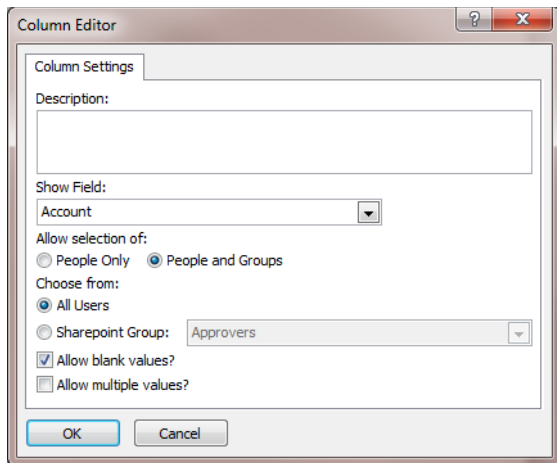 Column Editor
?
Column Settings
Description:
Show Field:
Account
Allow selection of:
People Only People and Groups
Choose from:
All Users
Sharepoint Group: Approvers
Allow blank values?
Allow multiple values?
OK Cancel